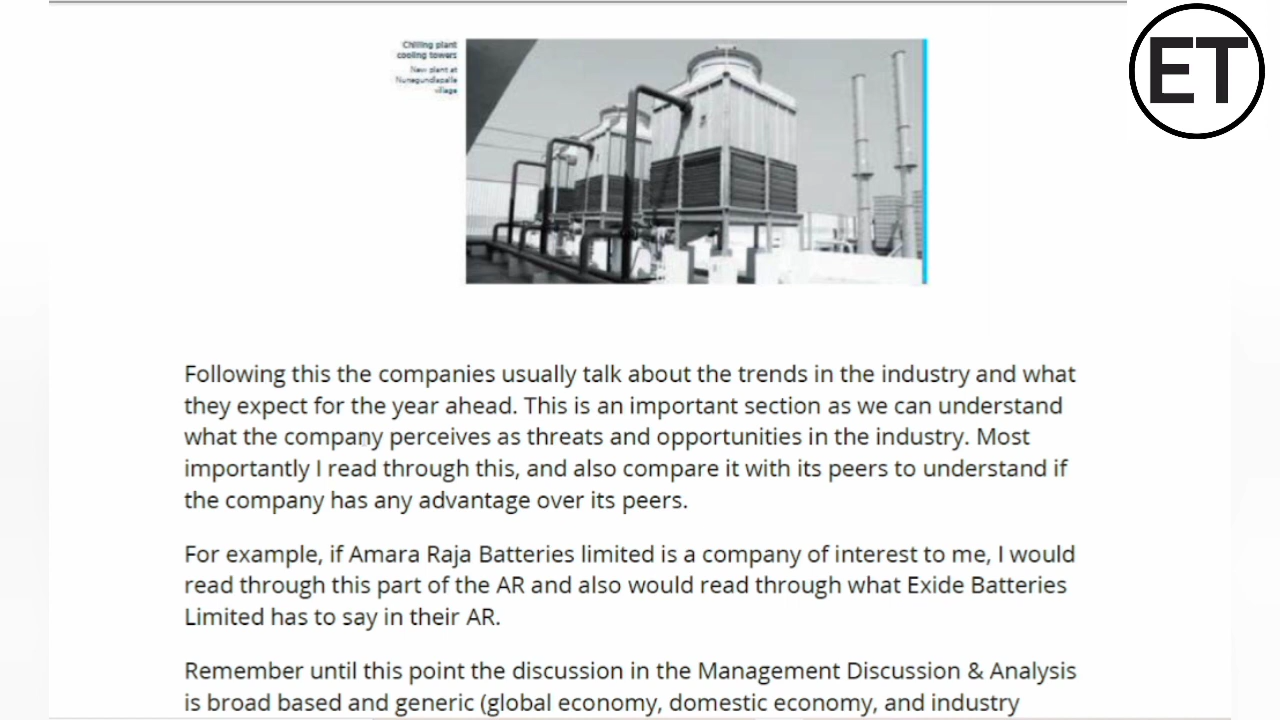 Chilling plant
cooling towers
New plant at
Nunegundlapalle
village
ET
Following this the companies usually talk about the trends in the industry and what
they expect for the year ahead. This is an important section as we can understand
what the company perceives as threats and opportunities in the industry. Most
importantly I read through this, and also compare it with its peers to understand if
the company has any advantage over its peers.
For example, if Amara Raja Batteries limited is a company of interest to me, I would
read through this part of the AR and also would read through what Exide Batteries
Limited has to say in their AR.
Remember until this point the discussion in the Management Discussion & Analysis
is broad based and generic (global economy, domestic economy, and industry